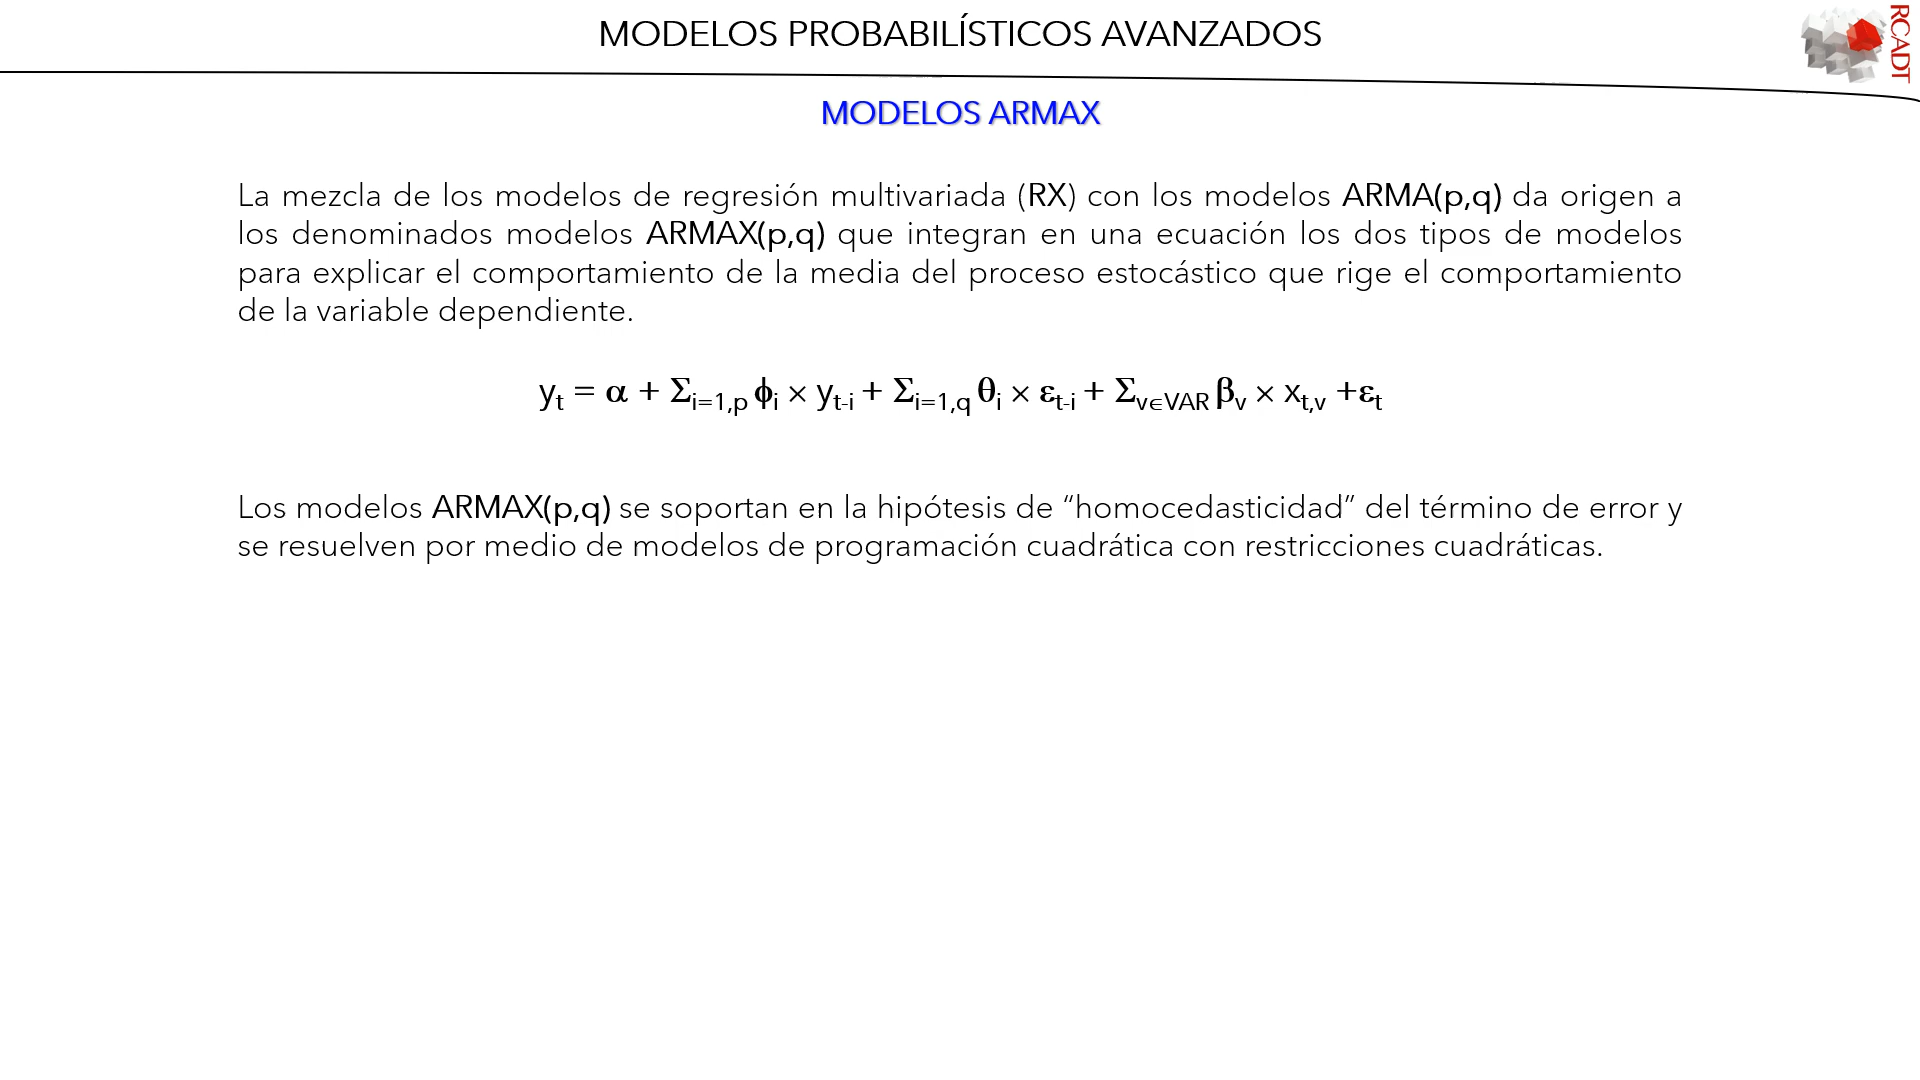 MODELOS PROBABILÍSTICOS AVANZADOS
RCADT
MODELOS ARMAX
La mezcla de los modelos de regresión multivariada (RX) con los modelos ARMA(p,q) da origen a
los denominados modelos ARMAX(p,q) que integran en una ecuación los dos tipos de modelos
para explicar el comportamiento de la media del proceso estocástico que rige el comportamiento
de la variable dependiente.
yₜ = α + Σi=1,p ϕi × yt-i + Σi=1,q θi × εt-i + Σv∈VAR βv × xt,v +εt
Los modelos ARMAX(p,q) se soportan en la hipótesis de “homocedasticidad” del término de error y
se resuelven por medio de modelos de programación cuadrática con restricciones cuadráticas.